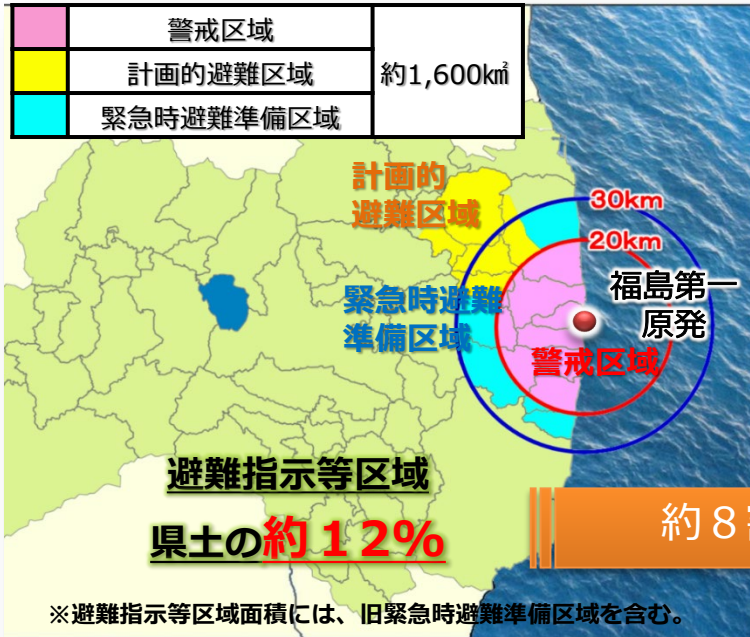 警戒区域
計画的避難区域
約1,600㎢
緊急時避難準備区域
計画的
避難区域
30km
20km
福島第一
原発
緊急時避難
準備区域
警戒区域
避難指示等区域
県土の約12%
約8
※避難指示等区域面積には、旧緊急時避難準備区域を含む。